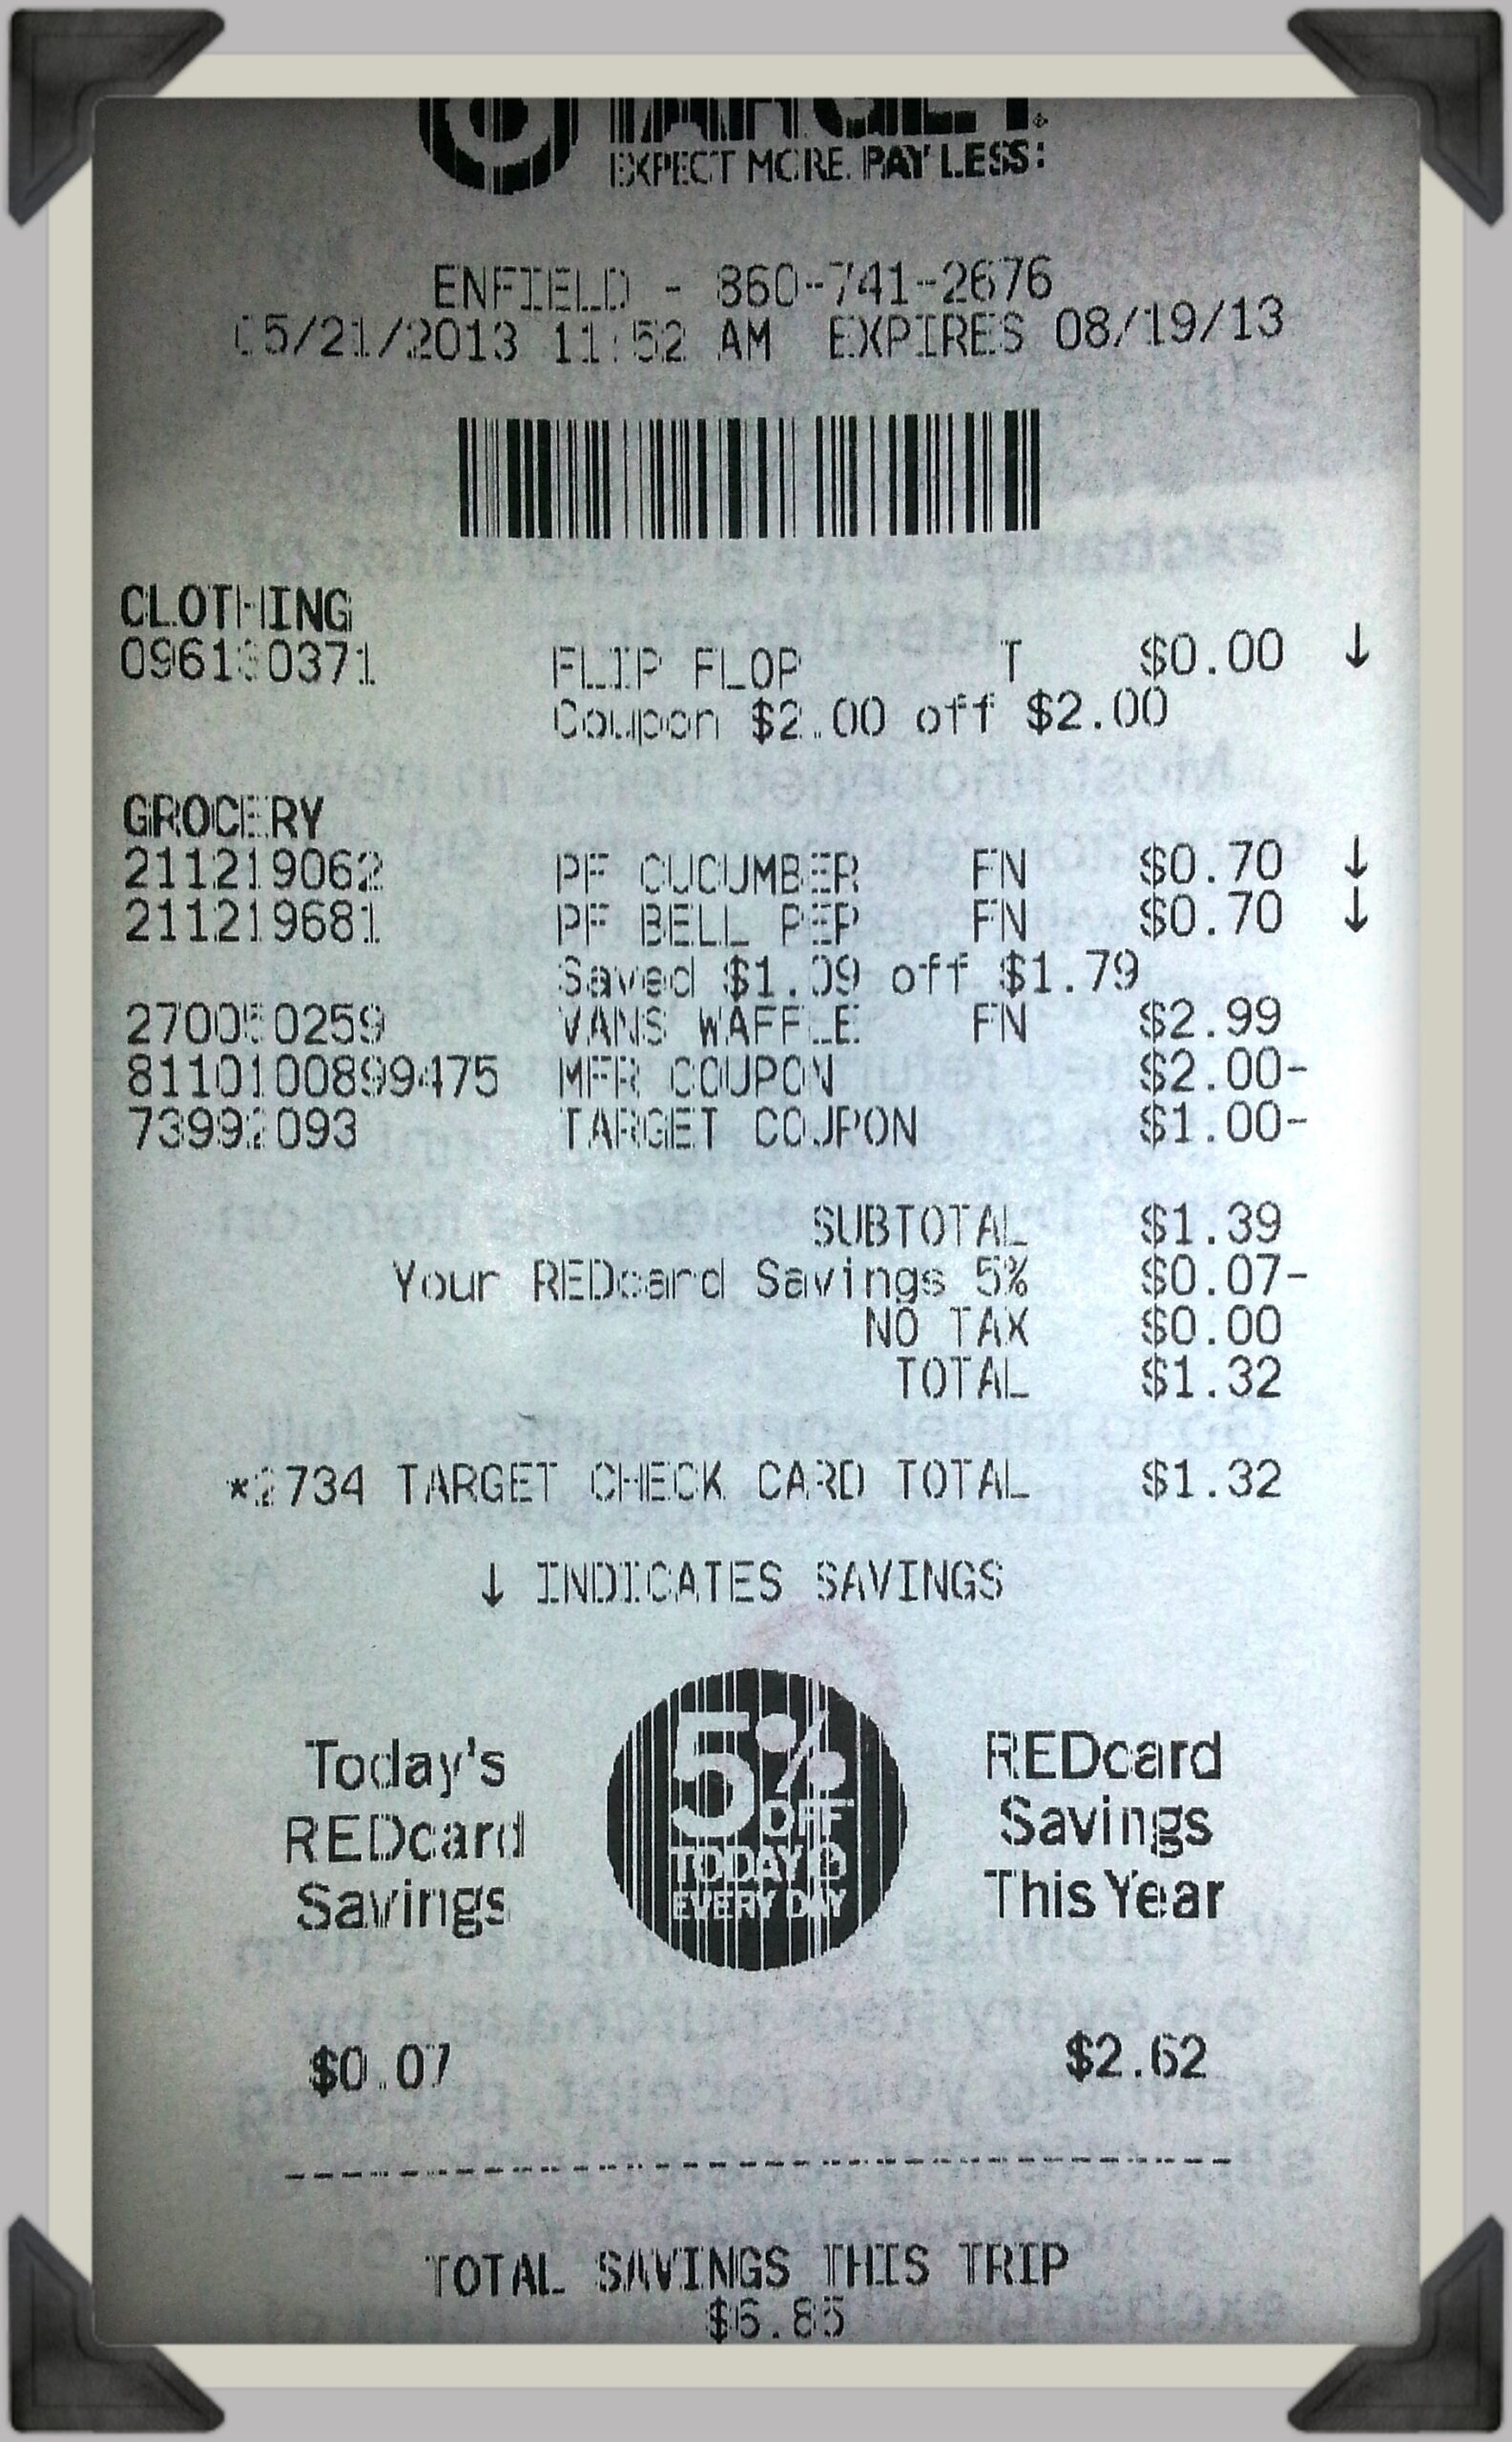 TARGET
EXPECT MORE. PAY LESS.
ENFIELD - 860-741-2676
05/21/2013 11:52 AM EXPIRES 08/19/13
CLOTHING
096130371 FLIP FLOP T $0.00 ↓
Coupon $2.00 off $2.00
GROCERY
211219062 PF CUCUMBER FN $0.70 ↓
211219681 PF BELL PEP FN $0.70 ↓
Saved $1.09 off $1.79
270050259 VANS WAFFLE FN $2.99
8110100899475 MFR COUPON $2.00-
TARGET COUPON $1.00-
SUBTOTAL $1.39
Your REDcard Savings 5% $0.07-
NO TAX $0.00
TOTAL $1.32
*2734 TARGET CHECK CARD TOTAL $1.32
↓ INDICATES SAVINGS
Today's REDcard Savings
5% OFF TODAY & EVERY DAY
REDcard Savings This Year
$0.07 $2.62
TOTAL SAVINGS THIS TRIP
$6.85